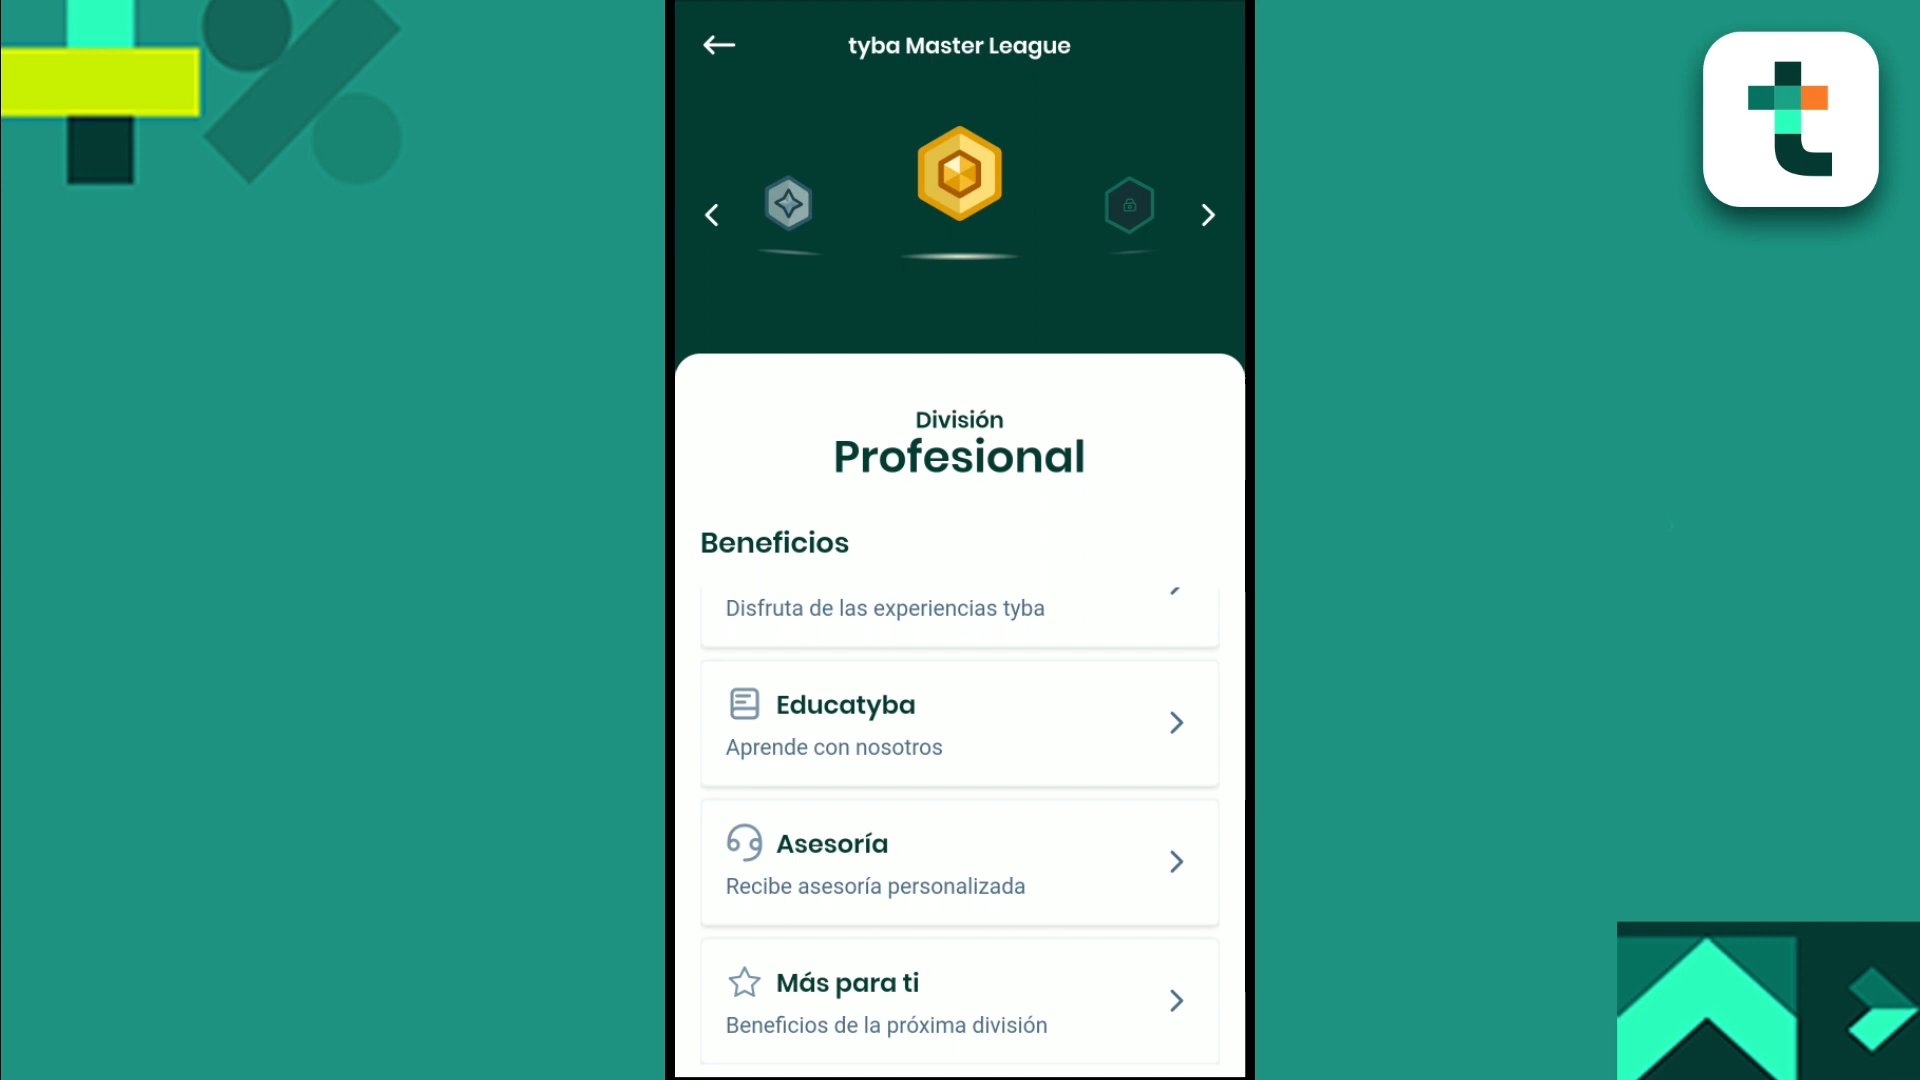 tyba Master League
División
Profesional
Beneficios
Disfruta de las experiencias tyba
Educatyba
Aprende con nosotros
Asesoría
Recibe asesoría personalizada
Más para ti
Beneficios de la próxima división